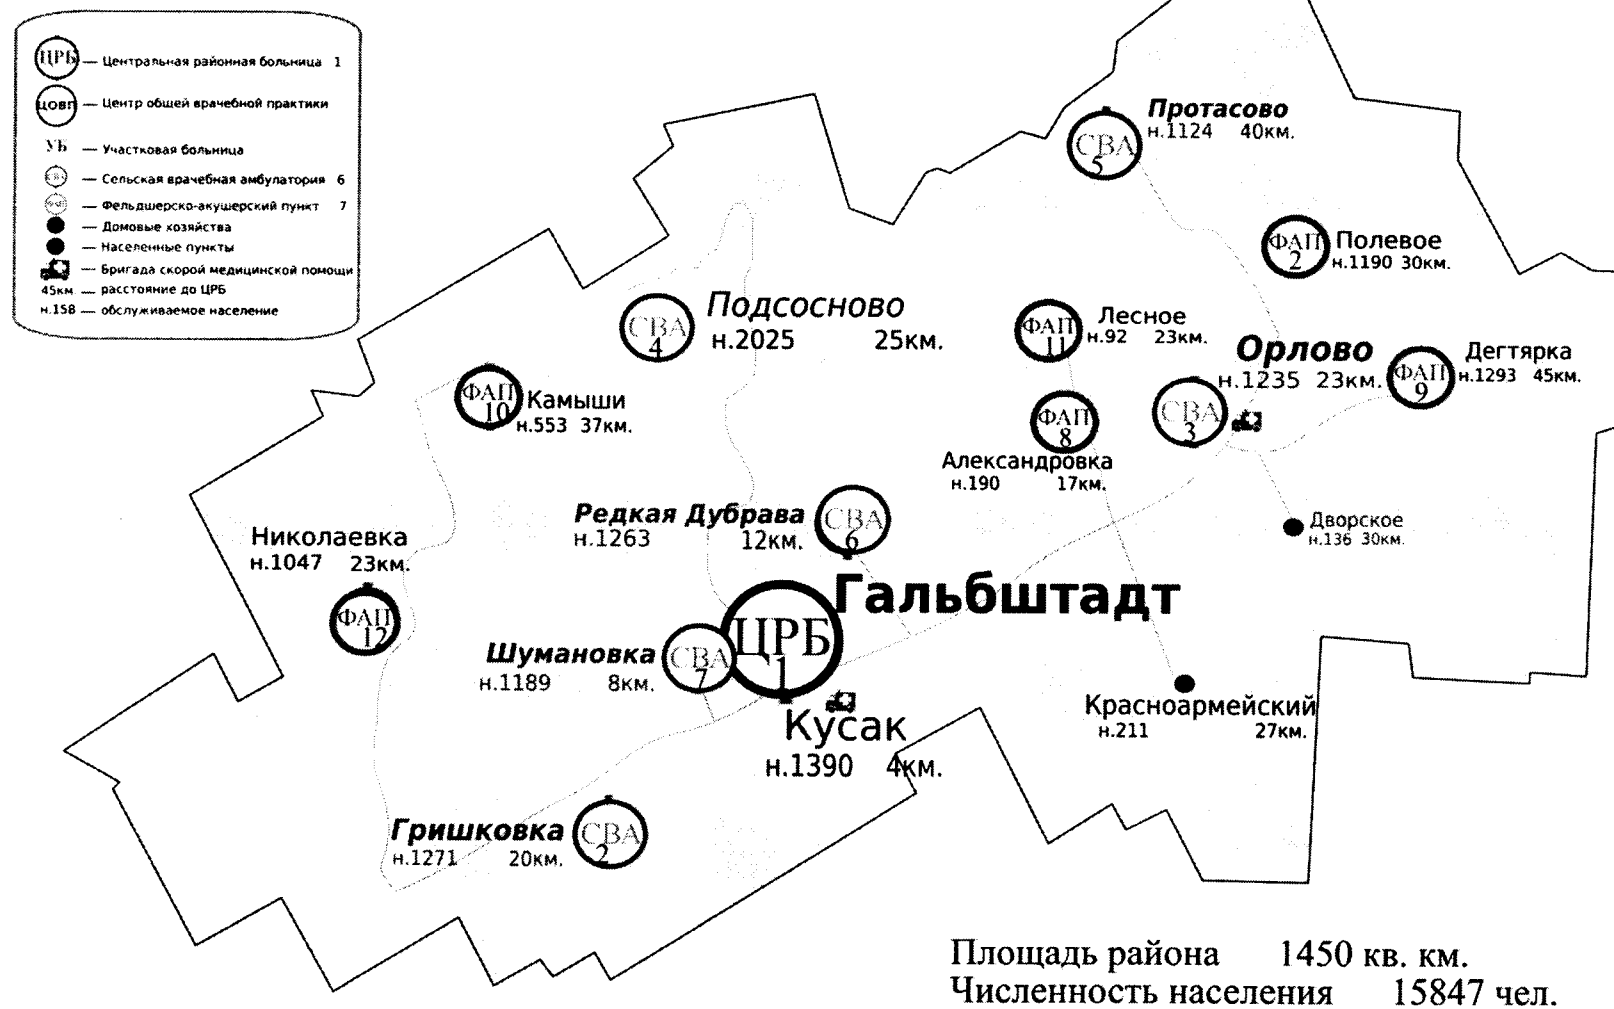 ЦРБ — Центральная районная больница 1
ЦОВП — Центр общей врачебной практики
УБ — Участковая больница
СВА — Сельская врачебная амбулатория 6
ФАП — Фельдшерско-акушерский пункт 7
— Домовые хозяйства
— Населенные пункты
— Бригада скорой медицинской помощи
45км — расстояние до ЦРБ
н.158 — обслуживаемое население
Протасово
н.1124 40км.
СВА
5
ФАП
2
Полевое
н.1190 30км.
Подсосново
н.2025 25км.
СВА
4
ФАП
11
Лесное
н.92 23км.
Орлово
н.1235 23км.
СВА
3
ФАП
9
Дегтярка
н.1293 45км.
ФАП
10
Камыши
н.553 37км.
ФАП
8
Александровка
н.190 17км.
Редкая Дубрава
н.1263 12км.
СВА
6
Дворское
н.136 30км.
Николаевка
н.1047 23км.
ФАП
12
Гальбштадт
ЦРБ
1
Шумановка
н.1189 8км.
СВА
7
Кусак
н.1390 4км.
Красноармейский
н.211 27км.
Гришковка
н.1271 20км.
СВА
2
Площадь района 1450 кв. км.
Численность населения 15847 чел.